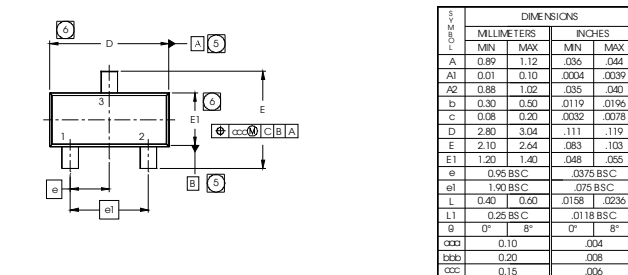 6
D
A 5
3
6
E1
E
⌖ cccⓂ C B A
1 2
B 5
e
e1
SYMBOL DIMENSIONS
MILLIMETERS INCHES
MIN MAX MIN MAX
A 0.89 1.12 .036 .044
A1 0.01 0.10 .0004 .0039
A2 0.88 1.02 .035 .040
b 0.30 0.50 .0119 .0196
c 0.08 0.20 .0032 .0078
D 2.80 3.04 .111 .119
E 2.10 2.64 .083 .103
E1 1.20 1.40 .048 .055
e 0.95 BSC .0375 BSC
e1 1.90 BSC .075 BSC
L 0.40 0.60 .0158 .0236
L1 0.25 BSC .0118 BSC
θ 0° 8° 0° 8°
aaa 0.10 .004
bbb 0.20 .008
ccc 0.15 .006